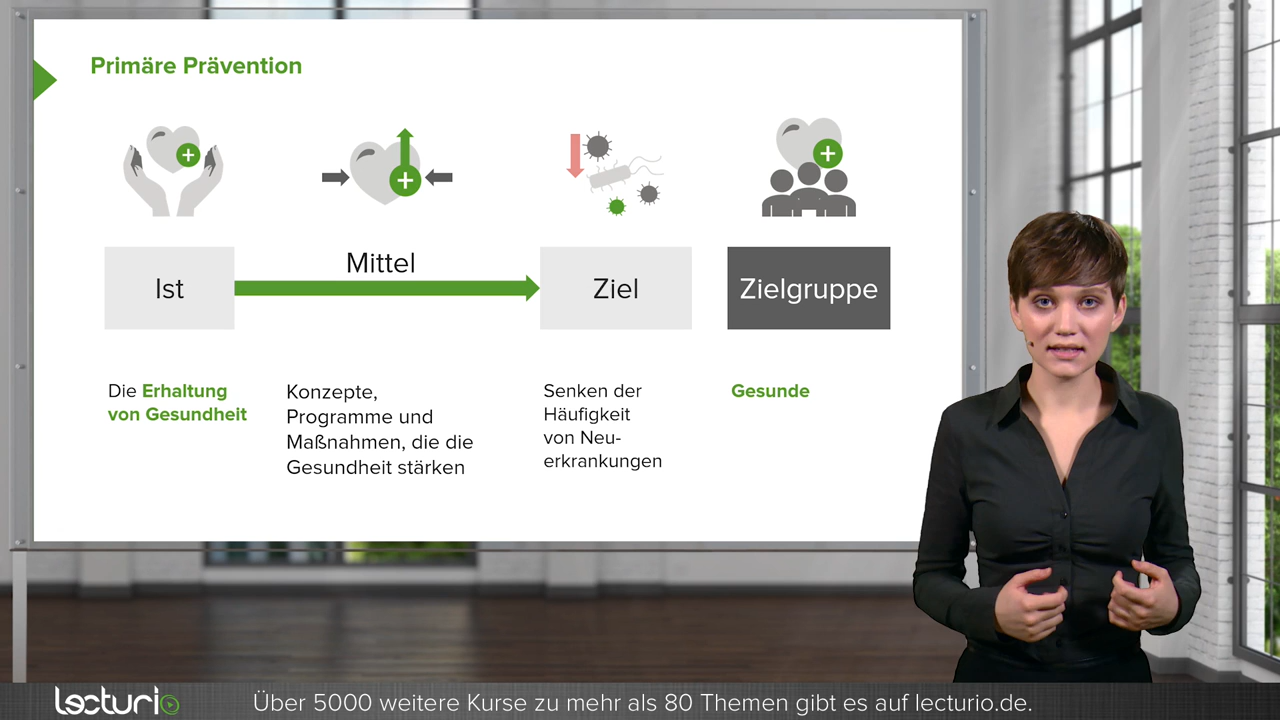 Primäre Prävention
Ist
Mittel
Ziel
Zielgruppe
Die Erhaltung
von Gesundheit
Konzepte,
Programme und
Maßnahmen, die die
Gesundheit stärken
Senken der
Häufigkeit
von Neu-
erkrankungen
Gesunde
lecturio
Über 5000 weitere Kurse zu mehr als 80 Themen gibt es auf lecturio.de.